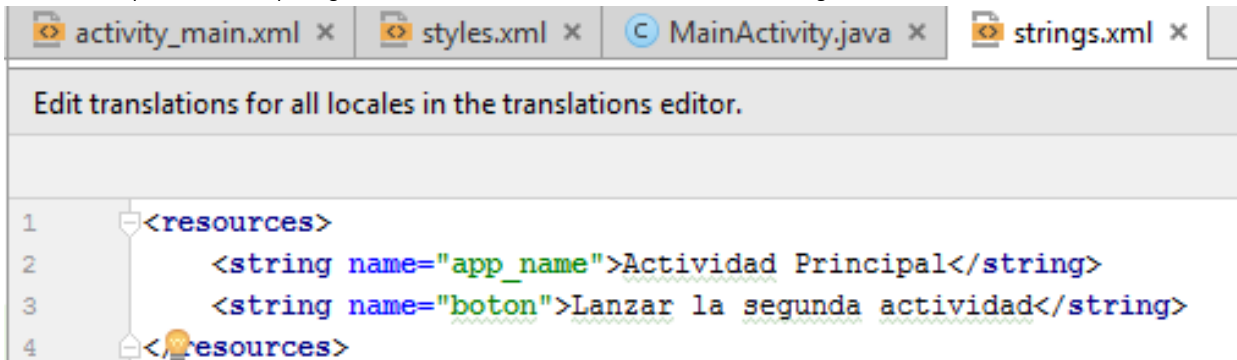 activity_main.xml × styles.xml × C MainActivity.java × strings.xml ×
Edit translations for all locales in the translations editor.
1 <resources>
2 <string name="app_name">Actividad Principal</string>
3 <string name="boton">Lanzar la segunda actividad</string>
4 </resources>